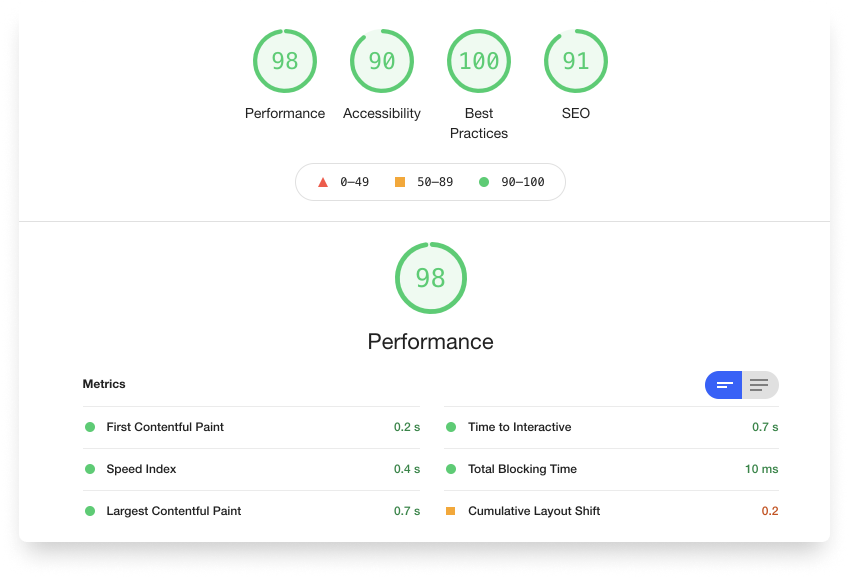 98 90 100 91
Performance Accessibility Best Practices SEO
0–49 50–89 90–100
98
Performance
Metrics
First Contentful Paint 0.2 s
Time to Interactive 0.7 s
Speed Index 0.4 s
Total Blocking Time 10 ms
Largest Contentful Paint 0.7 s
Cumulative Layout Shift 0.2